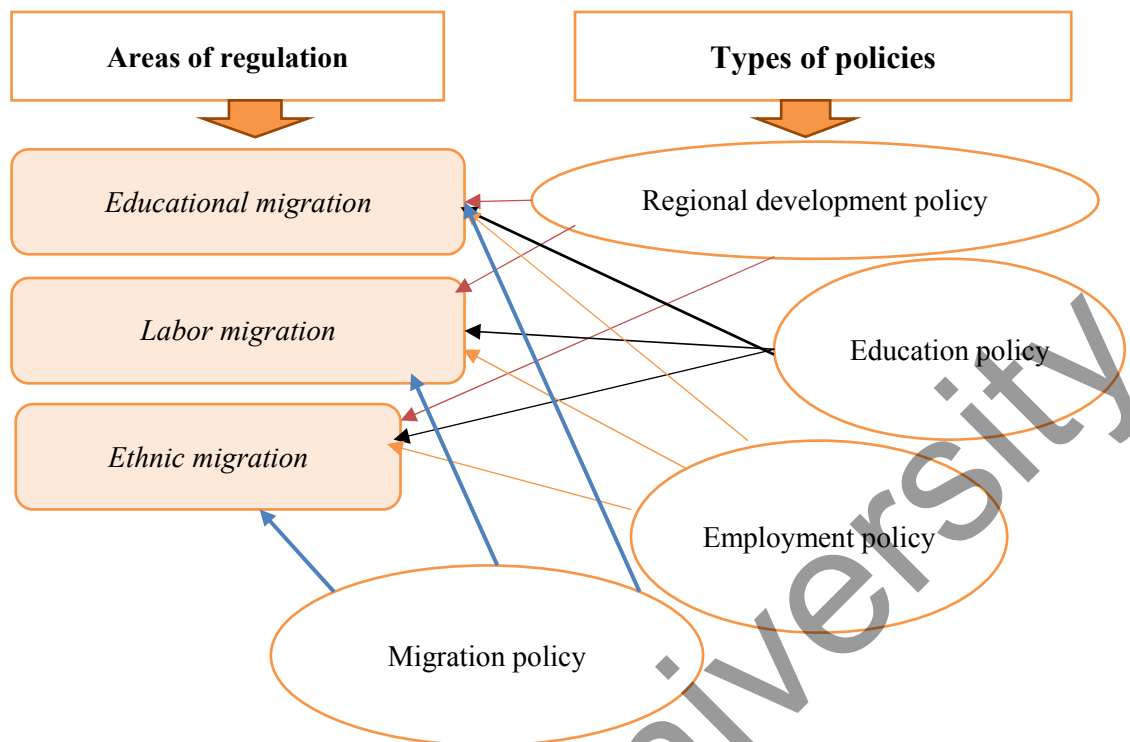 Areas of regulation
Types of policies
Educational migration
Regional development policy
Labor migration
Education policy
Ethnic migration
Employment policy
Migration policy
University